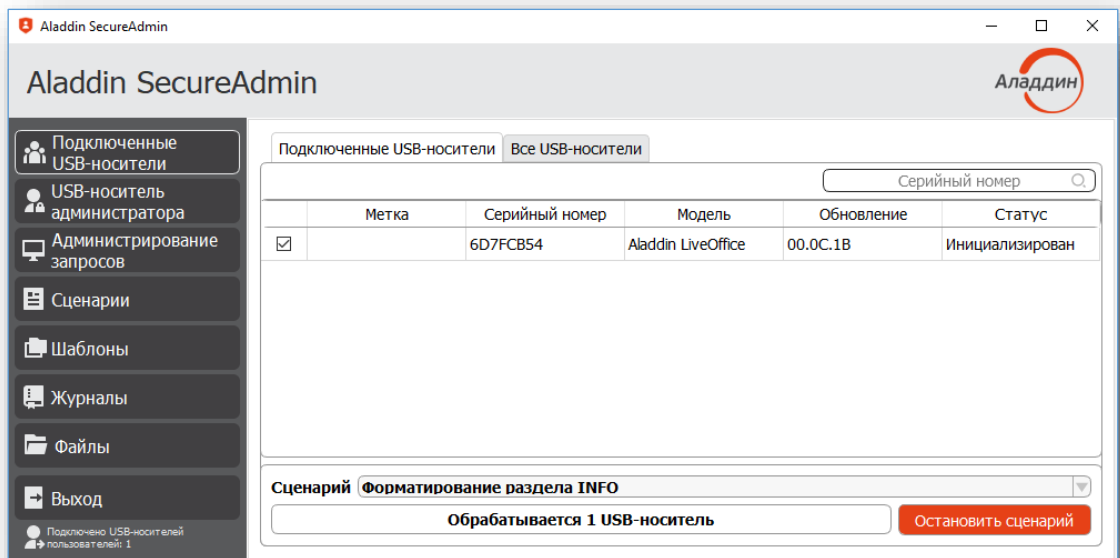 Aladdin SecureAdmin
Aladdin SecureAdmin
Аладдин
Подключенные
USB-носители
USB-носитель
администратора
Администрирование
запросов
Сценарии
Шаблоны
Журналы
Файлы
Выход
Подключено USB-носителей
пользователей: 1
Подключенные USB-носители Все USB-носители
Серийный номер
Метка Серийный номер Модель Обновление Статус
6D7FCB54 Aladdin LiveOffice 00.0C.1B Инициализирован
Сценарий Форматирование раздела INFO
Обрабатывается 1 USB-носитель Остановить сценарий